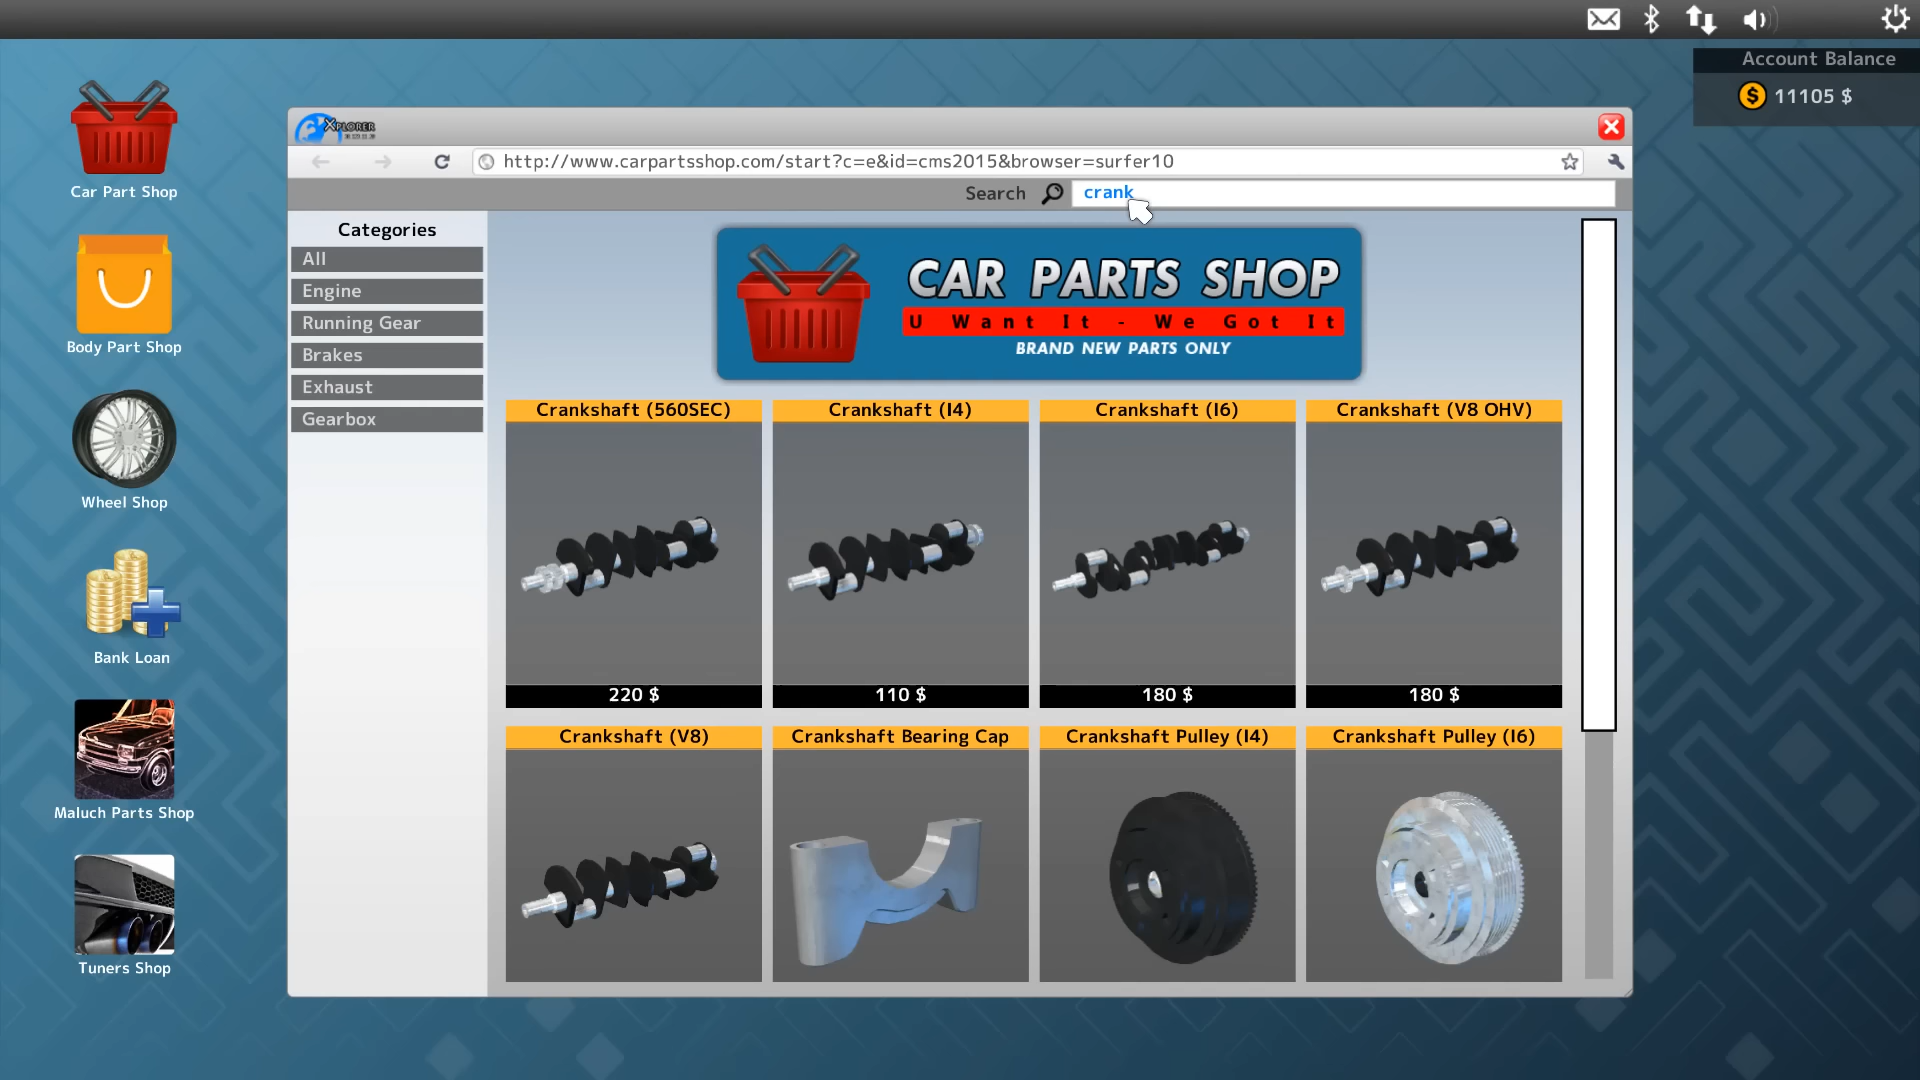 Account Balance
11105 $
Car Part Shop
Body Part Shop
Wheel Shop
Bank Loan
Maluch Parts Shop
Tuners Shop
XPLORER
http://www.carpartsshop.com/start?c=e&id=cms2015&browser=surfer10
Search crank
Categories
All
Engine
Running Gear
Brakes
Exhaust
Gearbox
CAR PARTS SHOP
U Want It - We Got It
BRAND NEW PARTS ONLY
Crankshaft (560SEC)
220 $
Crankshaft (I4)
110 $
Crankshaft (I6)
180 $
Crankshaft (V8 OHV)
180 $
Crankshaft (V8)
Crankshaft Bearing Cap
Crankshaft Pulley (I4)
Crankshaft Pulley (I6)